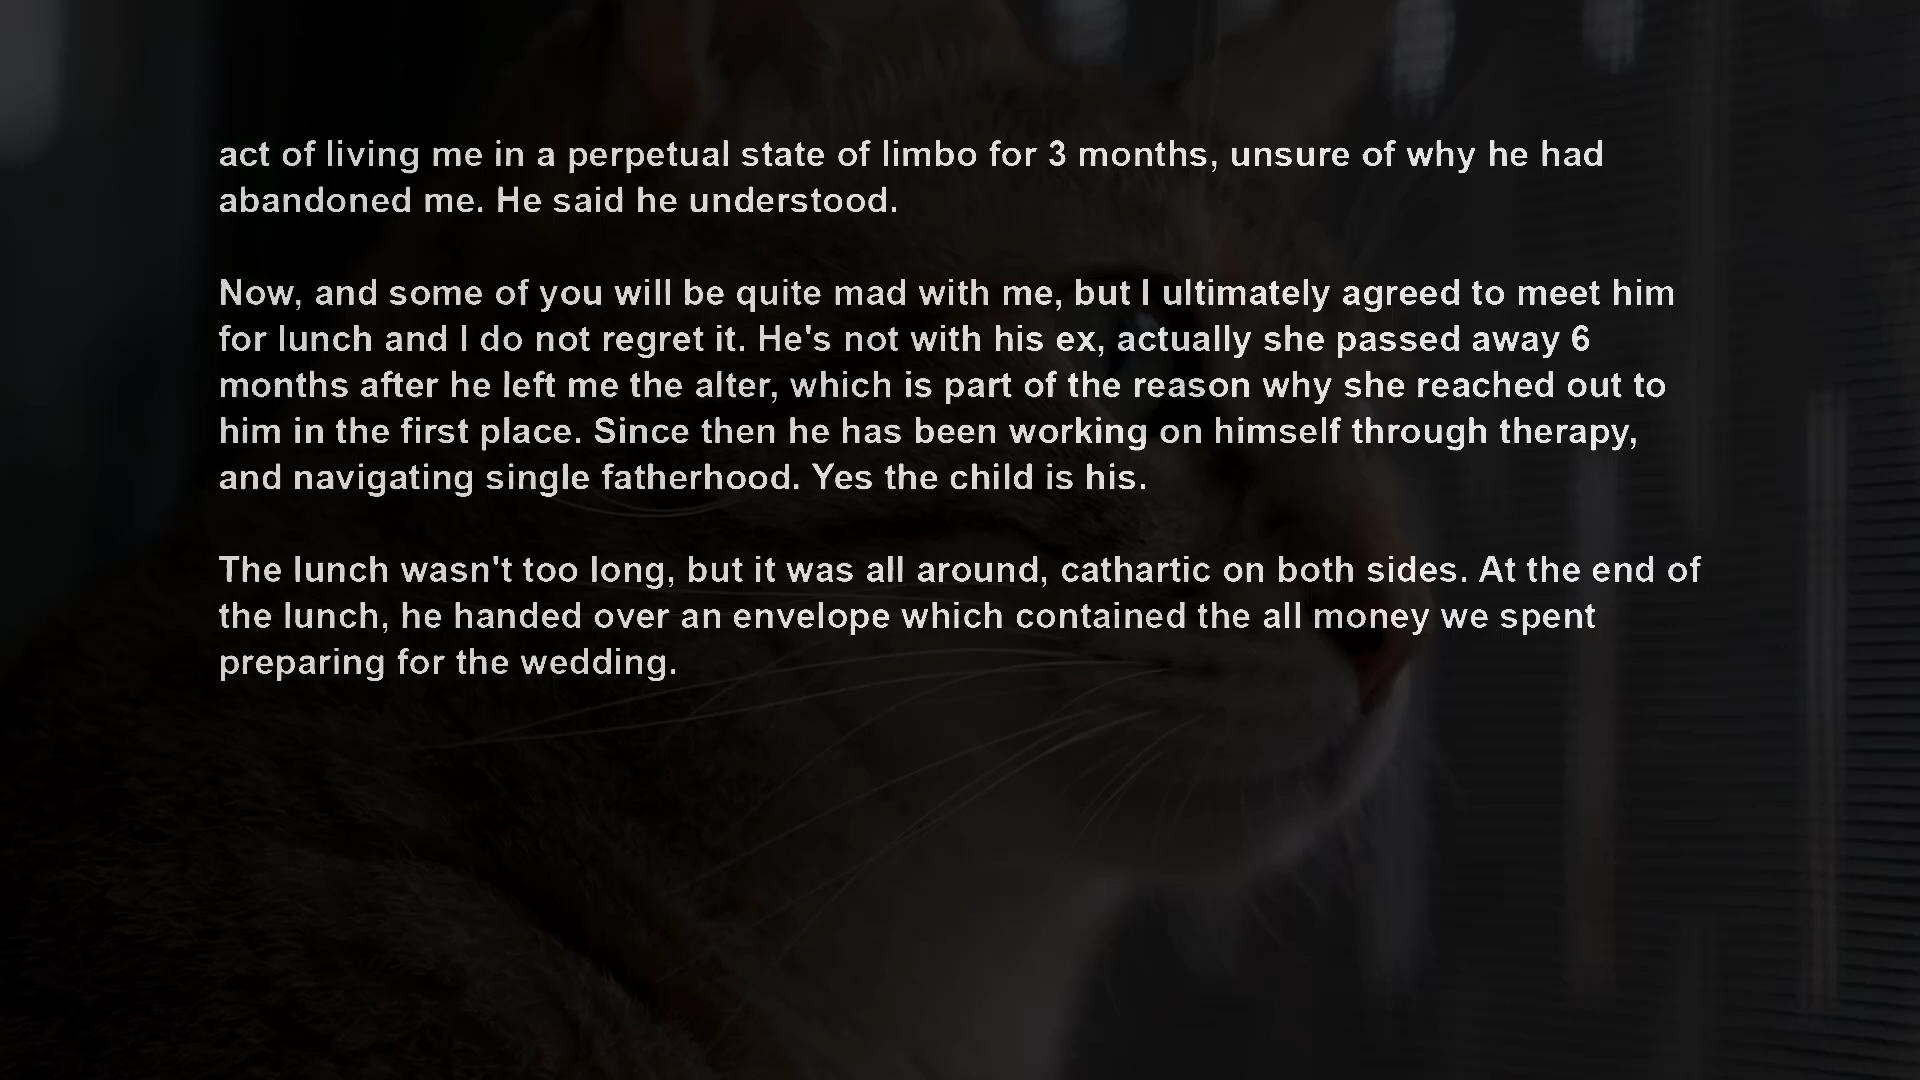 act of living me in a perpetual state of limbo for 3 months, unsure of why he had
abandoned me. He said he understood.
Now, and some of you will be quite mad with me, but I ultimately agreed to meet him
for lunch and I do not regret it. He's not with his ex, actually she passed away 6
months after he left me the alter, which is part of the reason why she reached out to
him in the first place. Since then he has been working on himself through therapy,
and navigating single fatherhood. Yes the child is his.
The lunch wasn't too long, but it was all around, cathartic on both sides. At the end of
the lunch, he handed over an envelope which contained the all money we spent
preparing for the wedding.